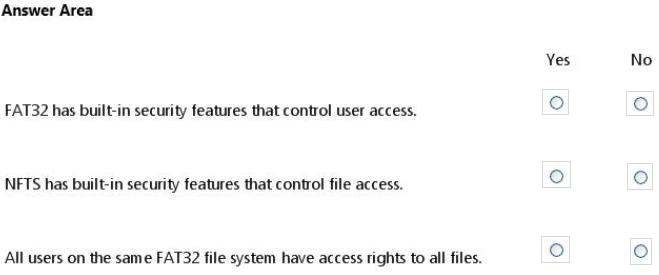 Answer Area
Yes No
FAT32 has built-in security features that control user access.
NFTS has built-in security features that control file access.
All users on the same FAT32 file system have access rights to all files.